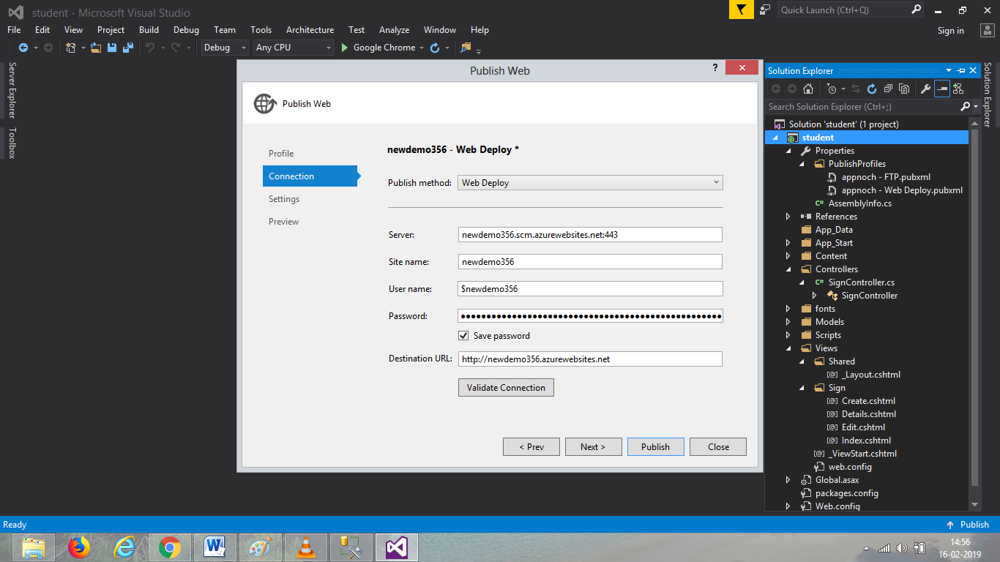 student - Microsoft Visual Studio
Quick Launch (Ctrl+Q)
File Edit View Project Build Debug Team Tools Architecture Test Analyze Window Help
Sign in
Debug Any CPU Google Chrome
Server Explorer
Toolbox
Publish Web
?
Publish Web
Profile
Connection
Settings
Preview
newdemo356 - Web Deploy *
Publish method: Web Deploy
Server: newdemo356.scm.azurewebsites.net:443
Site name: newdemo356
User name: $newdemo356
Password: ●●●●●●●●●●●●●●●●●●●●●●●●●●●●●●●●●●●●●●●●●●●●●●●●●●●
Save password
Destination URL: http://newdemo356.azurewebsites.net
Validate Connection
< Prev Next > Publish Close
Solution Explorer
Search Solution Explorer (Ctrl+;)
Solution 'student' (1 project)
student
Properties
PublishProfiles
appnoch - FTP.pubxml
appnoch - Web Deploy.pubxml
C# AssemblyInfo.cs
References
App_Data
App_Start
Content
Controllers
C# SignController.cs
SignController
fonts
Models
Scripts
Views
Shared
[@] _Layout.cshtml
Sign
[@] Create.cshtml
[@] Details.cshtml
[@] Edit.cshtml
[@] Index.cshtml
[@] _ViewStart.cshtml
web.config
Global.asax
packages.config
Web.config
Solution Explorer
Ready
Publish
14:56
16-02-2019